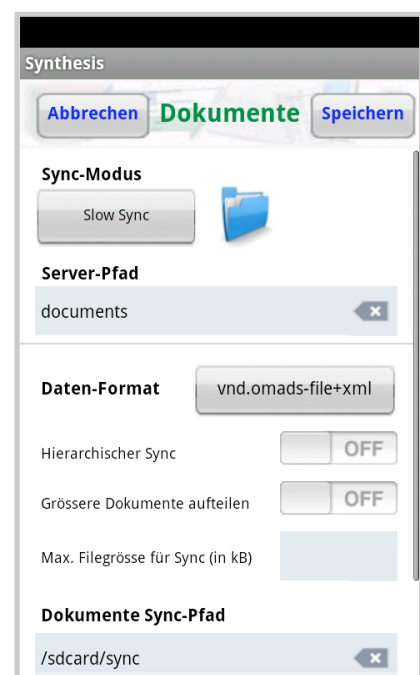 Synthesis
Abbrechen Dokumente Speichern
Sync-Modus
Slow Sync
Server-Pfad
documents
Daten-Format vnd.omads-file+xml
Hierarchischer Sync OFF
Grössere Dokumente aufteilen OFF
Max. Filegrösse für Sync (in kB)
Dokumente Sync-Pfad
/sdcard/sync